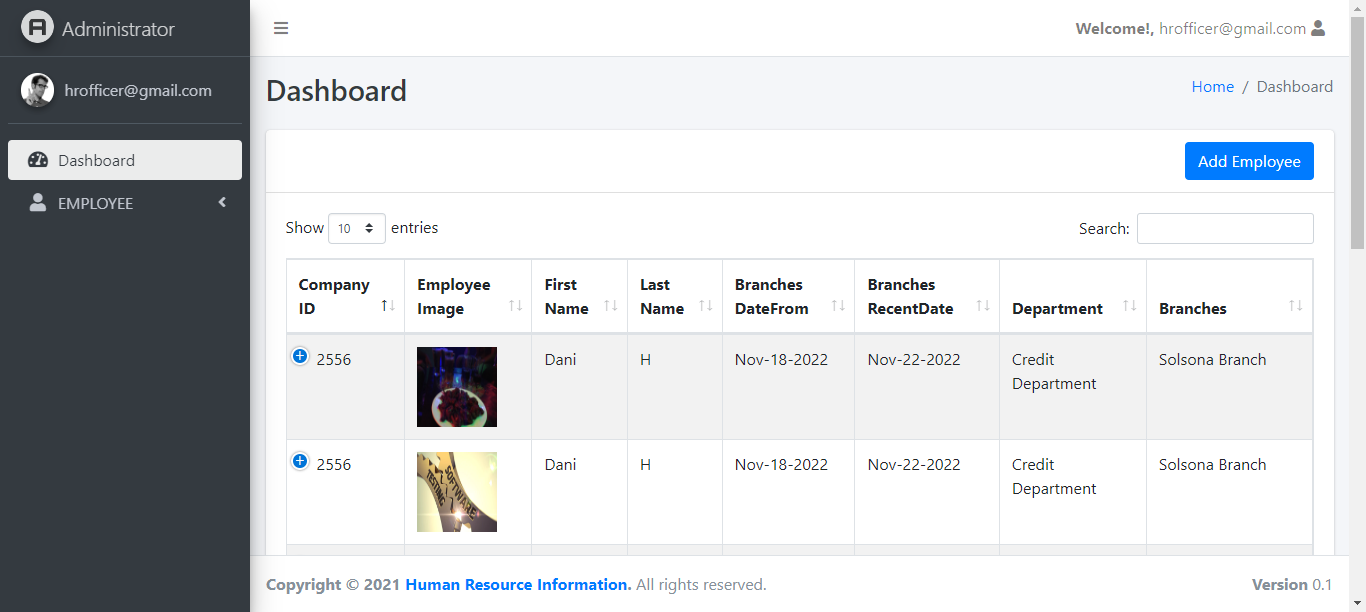 Administrator
Welcome!, hrofficer@gmail.com
hrofficer@gmail.com
Dashboard
Home / Dashboard
Dashboard
EMPLOYEE
Add Employee
Show 10 entries
Search:
Company ID
Employee Image
First Name
Last Name
Branches DateFrom
Branches RecentDate
Department
Branches
2556 Dani H Nov-18-2022 Nov-22-2022 Credit Department Solsona Branch
2556 Dani H Nov-18-2022 Nov-22-2022 Credit Department Solsona Branch
SOFTWARE
TESTING
Copyright © 2021 Human Resource Information. All rights reserved.
Version 0.1